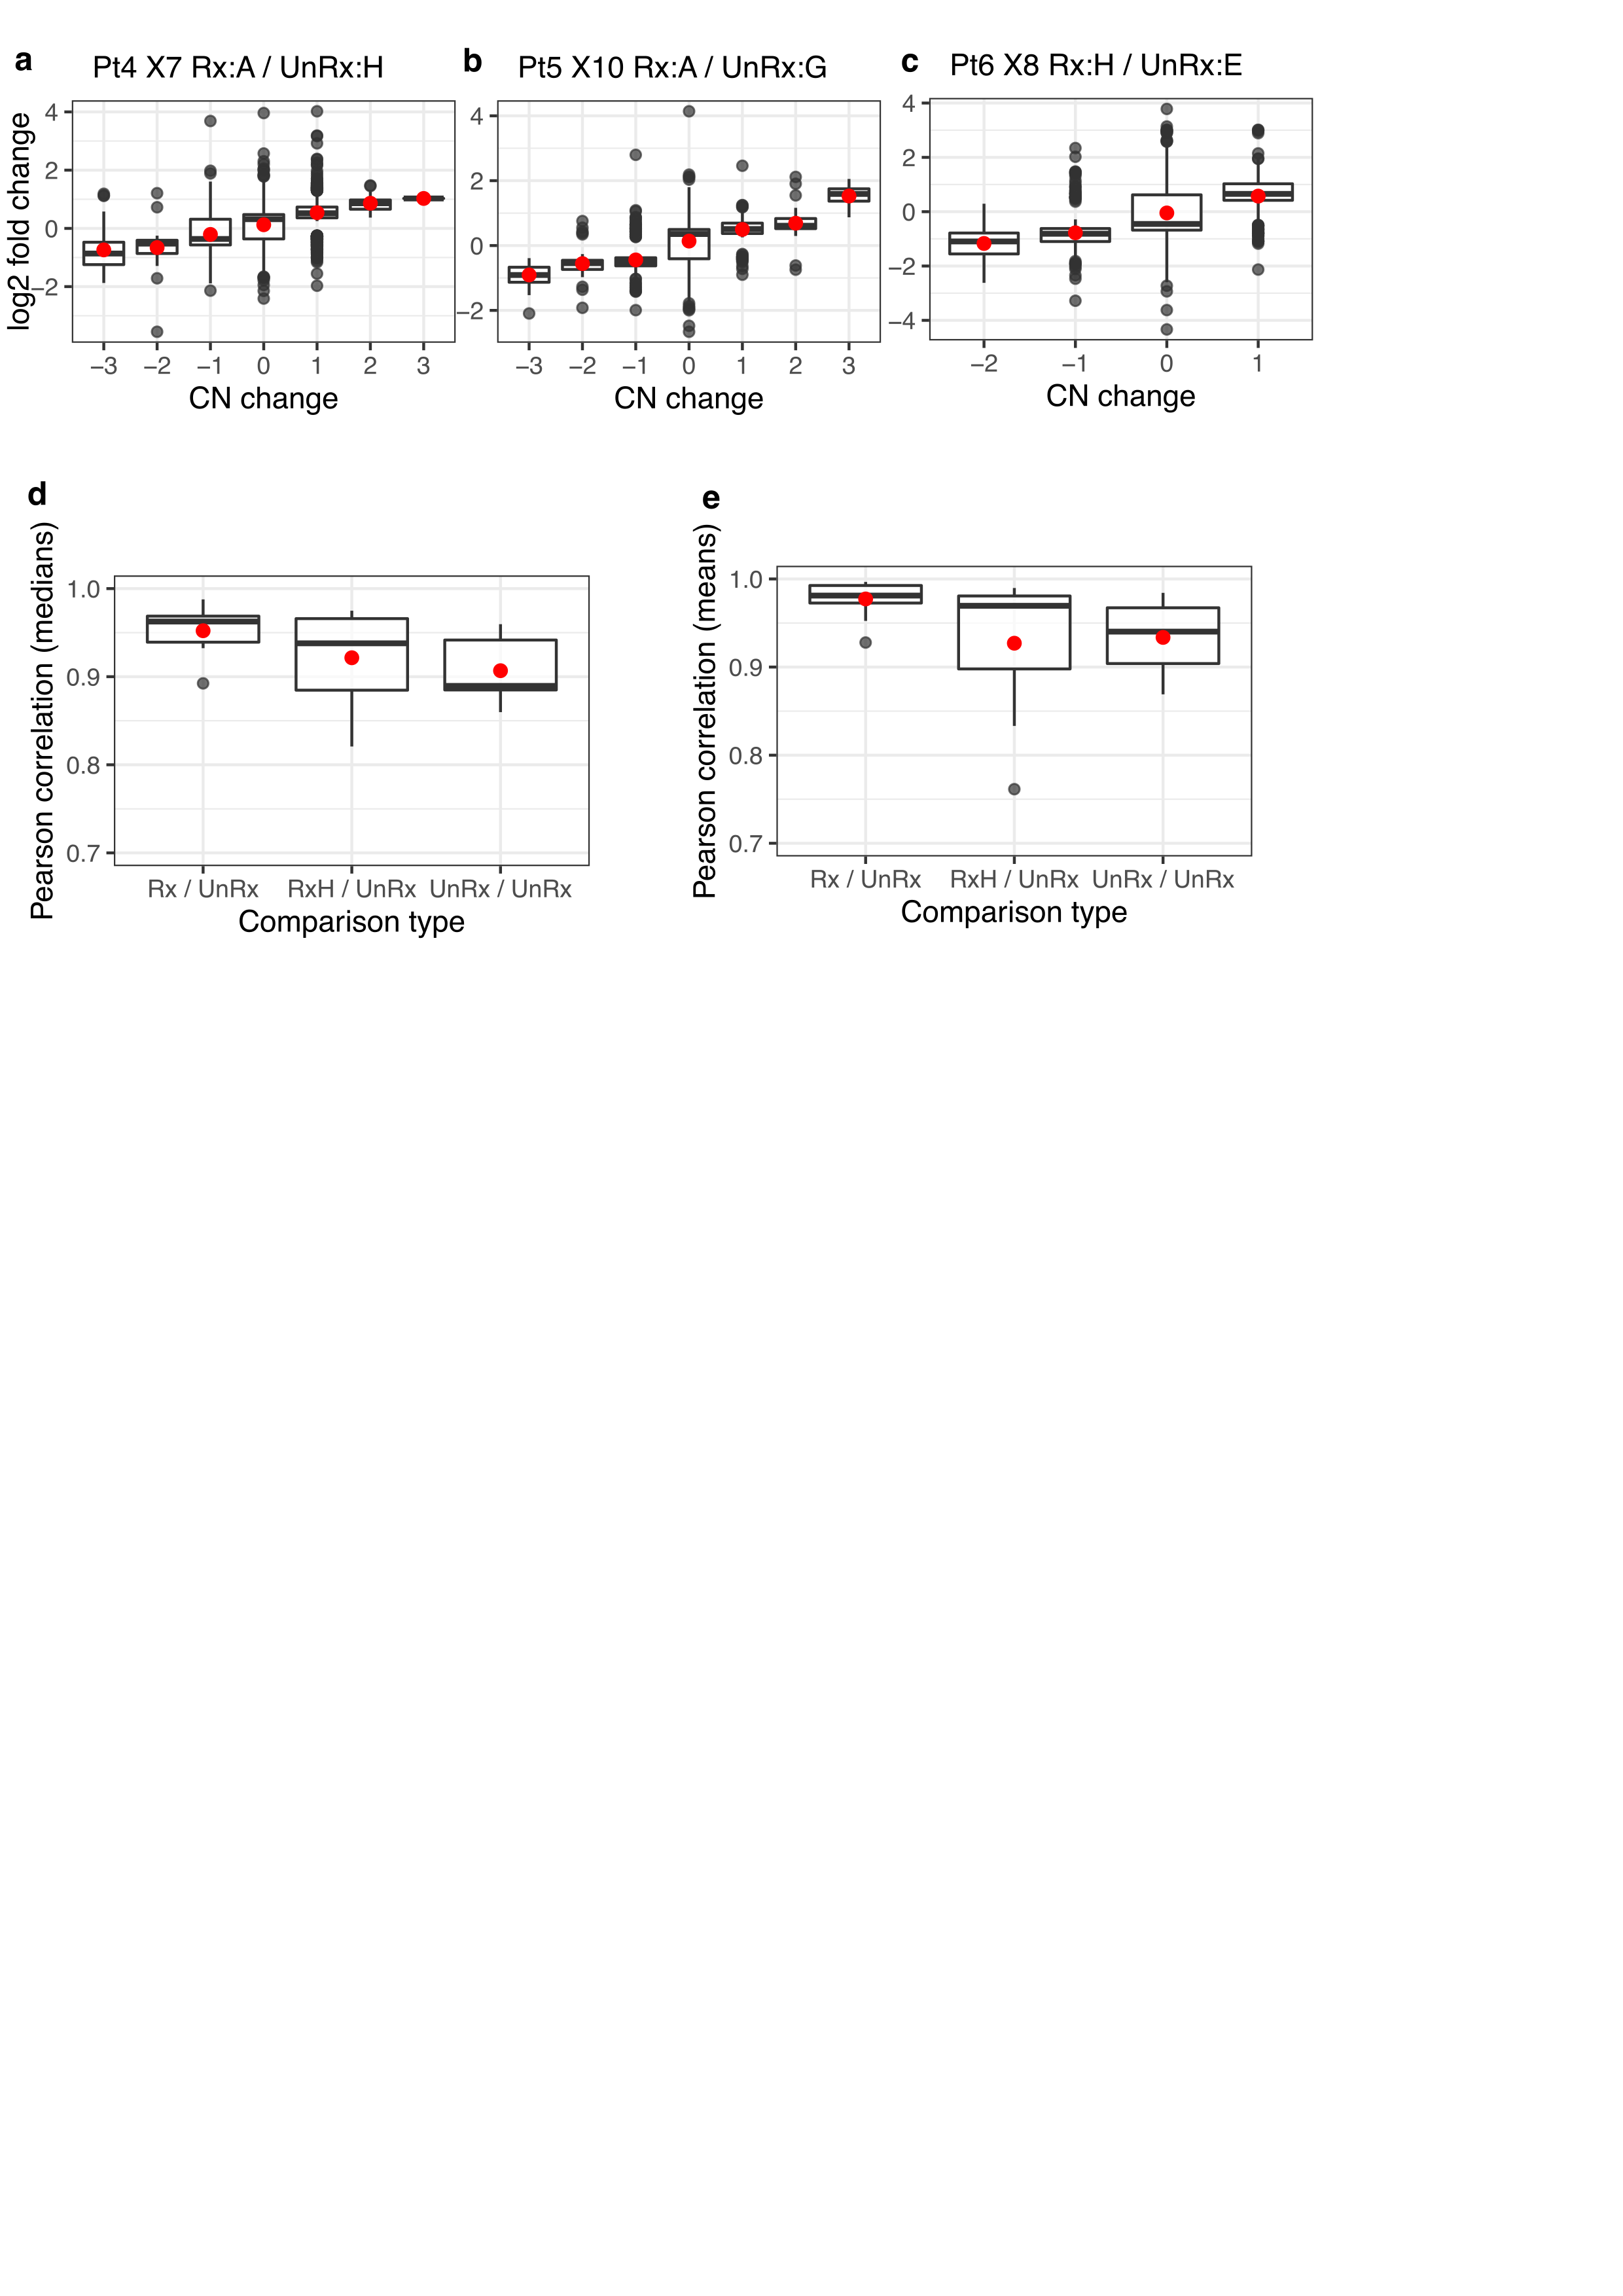 a
Pt4 X7 Rx:A / UnRx:H
b
Pt5 X10 Rx:A / UnRx:G
c
Pt6 X8 Rx:H / UnRx:E
log2 fold change
4
2
0
−2
−3 −2 −1 0 1 2 3
CN change
4
2
0
−2
−3 −2 −1 0 1 2 3
CN change
4
2
0
−2
−4
−2 −1 0 1
CN change
d
Pearson correlation (medians)
1.0
0.9
0.8
0.7
Rx / UnRx RxH / UnRx UnRx / UnRx
Comparison type
e
Pearson correlation (means)
1.0
0.9
0.8
0.7
Rx / UnRx RxH / UnRx UnRx / UnRx
Comparison type